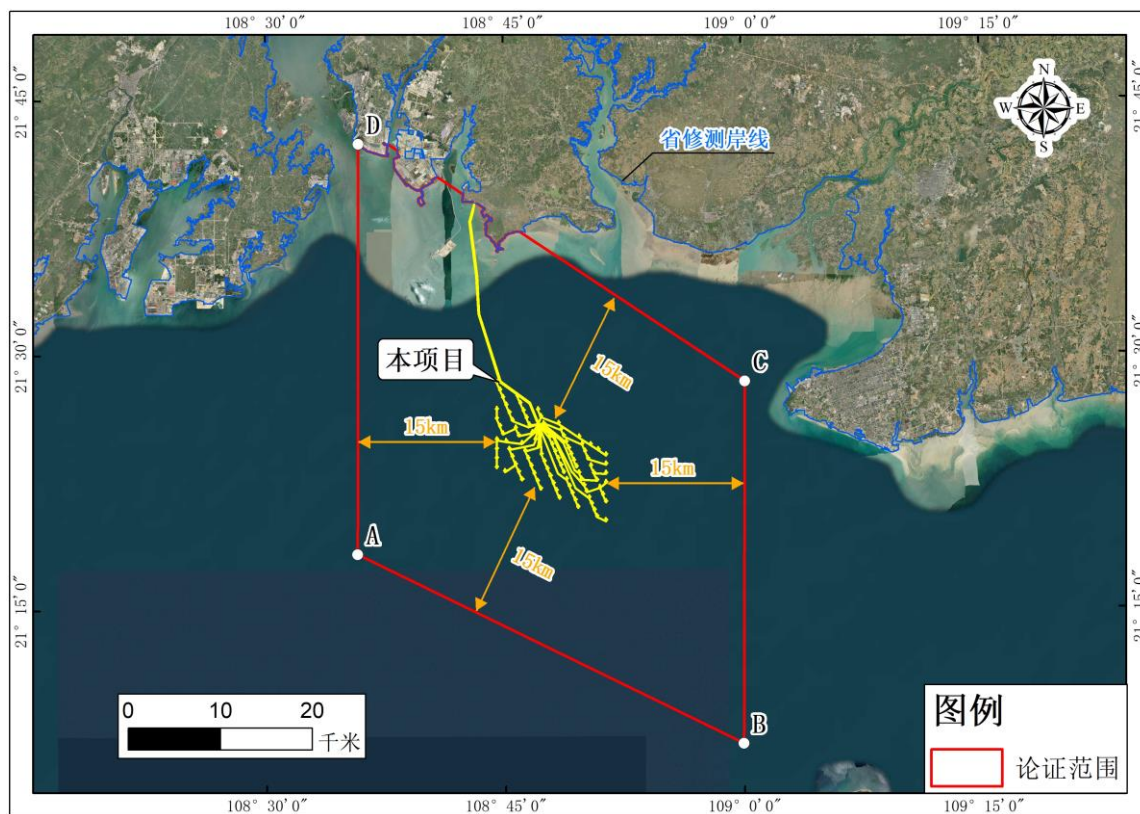 108° 30′ 0″
108° 45′ 0″
109° 0′ 0″
109° 15′ 0″
21° 45′ 0″
21° 45′ 0″
N
W
E
S
D
省修测岸线
21° 30′ 0″
21° 30′ 0″
本项目
15km
C
15km
15km
A
15km
21° 15′ 0″
21° 15′ 0″
B
0
10
20
千米
图例
论证范围
108° 30′ 0″
108° 45′ 0″
109° 0′ 0″
109° 15′ 0″